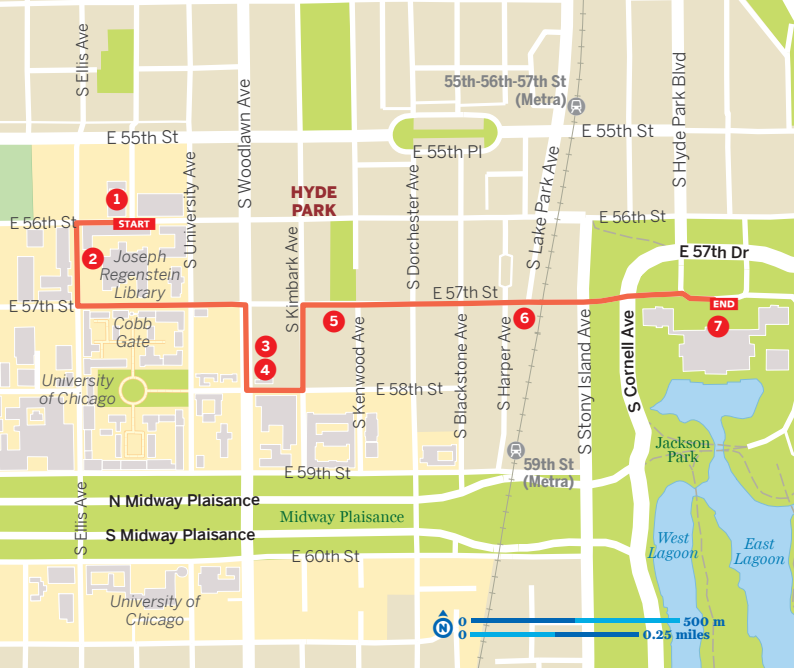 S Ellis Ave
S Woodlawn Ave
55th-56th-57th St
(Metra)
S Hyde Park Blvd
E 55th St
E 55th St
E 55th Pl
S University Ave
S Dorchester Ave
S Lake Park Ave
1
HYDE
PARK
E 56th St
START
E 56th St
2
Joseph
Regenstein
Library
S Kimbark Ave
E 57th Dr
E 57th St
E 57th St
END
Cobb
Gate
5
6
7
3
4
S Kenwood Ave
S Blackstone Ave
S Harper Ave
S Stony Island Ave
S Cornell Ave
University
of Chicago
E 58th St
Jackson
Park
E 59th St
59th St
(Metra)
S Ellis Ave
N Midway Plaisance
Midway Plaisance
S Midway Plaisance
E 60th St
West
Lagoon
East
Lagoon
University of
Chicago
N
0
500 m
0
0.25 miles